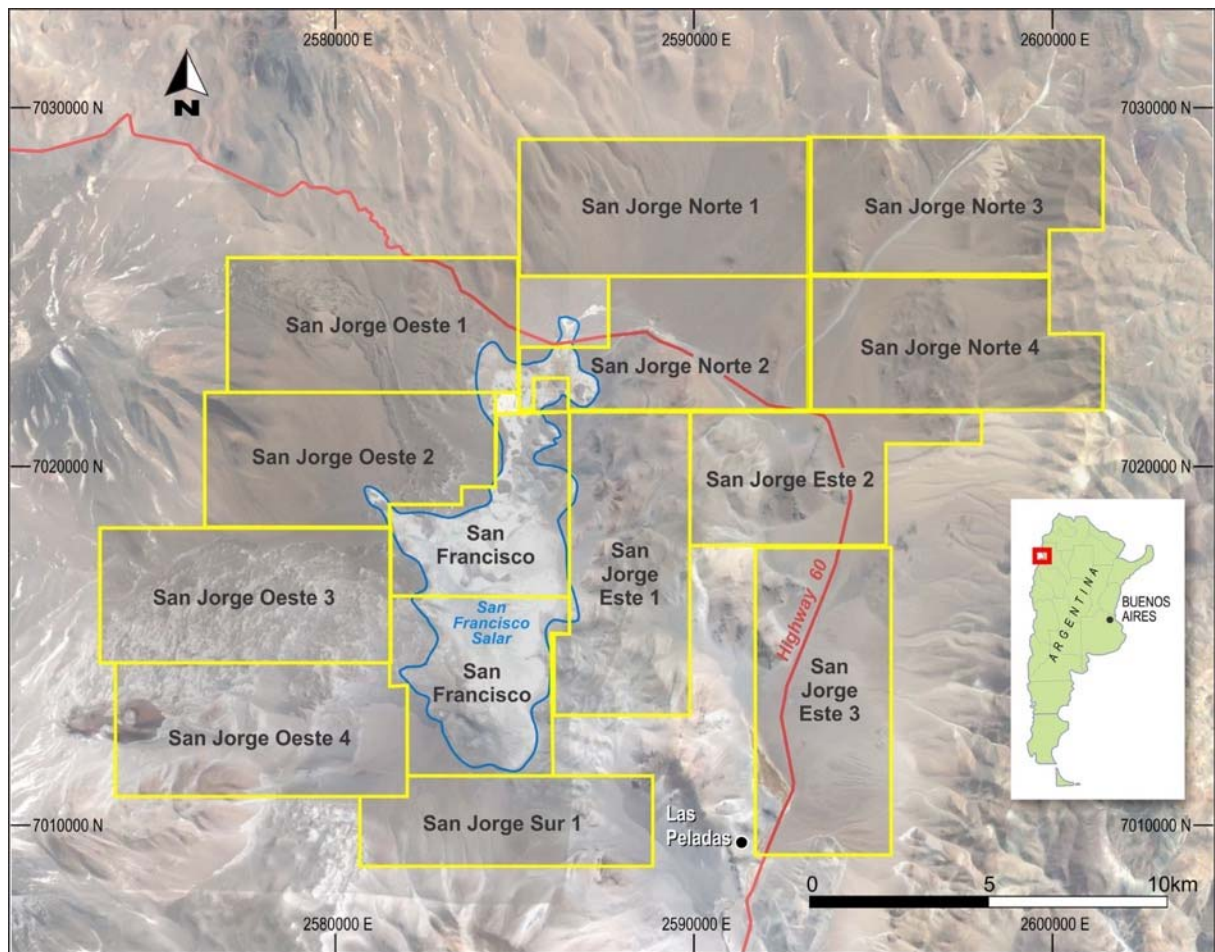 2580000 E
2590000 E
2600000 E
7030000 N
7030000 N
N
San Jorge Norte 1
San Jorge Norte 3
San Jorge Oeste 1
San Jorge Norte 2
San Jorge Norte 4
San Jorge Oeste 2
7020000 N
7020000 N
San Jorge Este 2
San
Francisco
San
Jorge
Este 1
San Jorge Oeste 3
San
Francisco
Salar
Highway 60
ARGENTINA
BUENOS
AIRES
San
Francisco
San
Jorge
Este 3
San Jorge Oeste 4
San Jorge Sur 1
Las
Peladas
7010000 N
7010000 N
0
5
10km
2580000 E
2590000 E
2600000 E